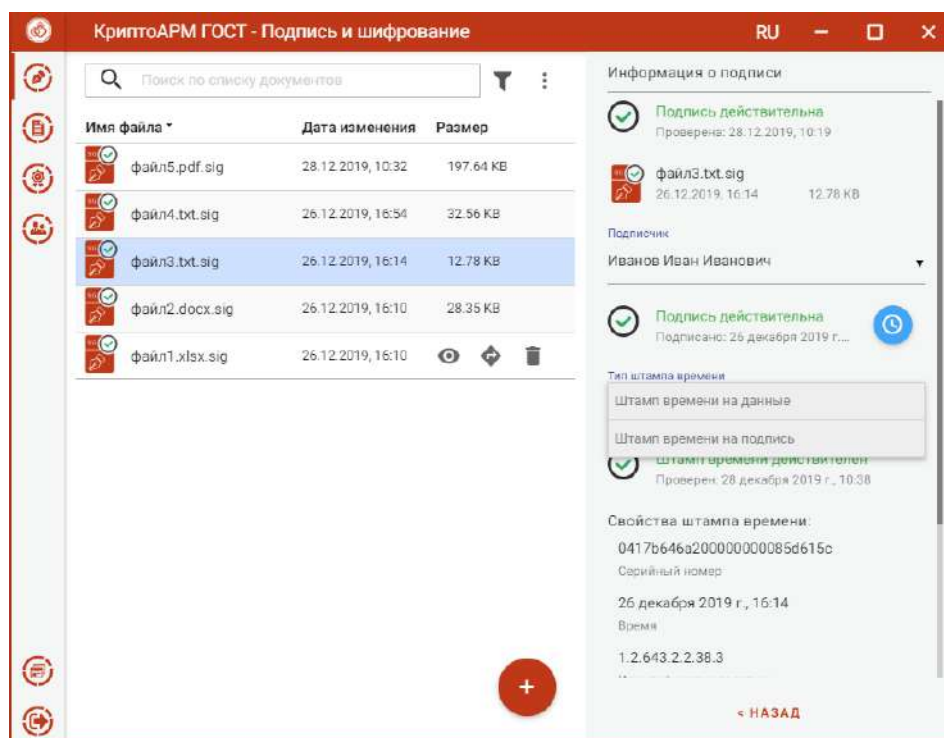 КриптоАРМ ГОСТ - Подпись и шифрование
RU
Поиск по списку документов
Имя файла
Дата изменения
Размер
файл5.pdf.sig
28.12.2019, 10:32
197.64 KB
файл4.txt.sig
26.12.2019, 16:54
32.56 KB
файл3.txt.sig
26.12.2019, 16:14
12.78 KB
файл2.docx.sig
26.12.2019, 16:10
28.35 KB
файл1.xlsx.sig
26.12.2019, 16:10
Информация о подписи
Подпись действительна
Проверена: 28.12.2019, 10:19
файл3.txt.sig
26.12.2019, 16:14
12.78 KB
Подписчик
Иванов Иван Иванович
Подпись действительна
Подписано: 26 декабря 2019 г....
Тип штампа времени
Штамп времени на данные
Штамп времени на подпись
Штамп времени действителен
Проверен: 28 декабря 2019 г., 10:38
Свойства штампа времени:
0417b646a200000000085d615c
Серийный номер
26 декабря 2019 г., 16:14
Время
1.2.643.2.2.38.3
< НАЗАД